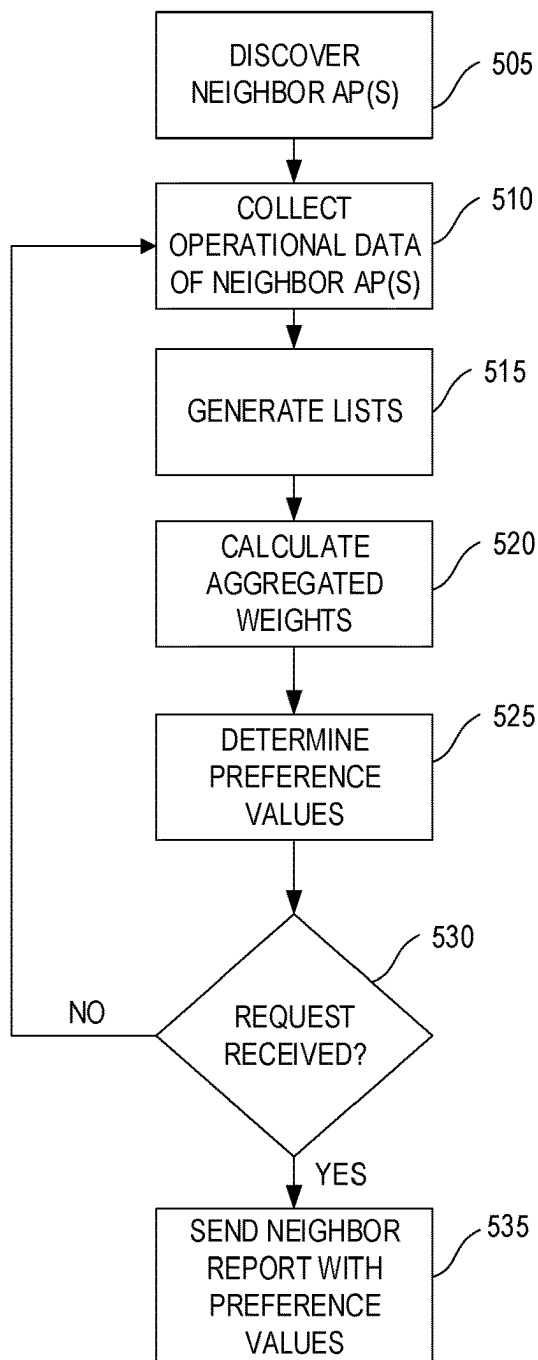 DISCOVER
NEIGHBOR AP(S)
505
COLLECT
OPERATIONAL DATA
OF NEIGHBOR AP(S)
510
GENERATE LISTS
515
CALCULATE
AGGREGATED
WEIGHTS
520
DETERMINE
PREFERENCE
VALUES
525
REQUEST
RECEIVED?
530
NO
YES
SEND NEIGHBOR
REPORT WITH
PREFERENCE
VALUES
535